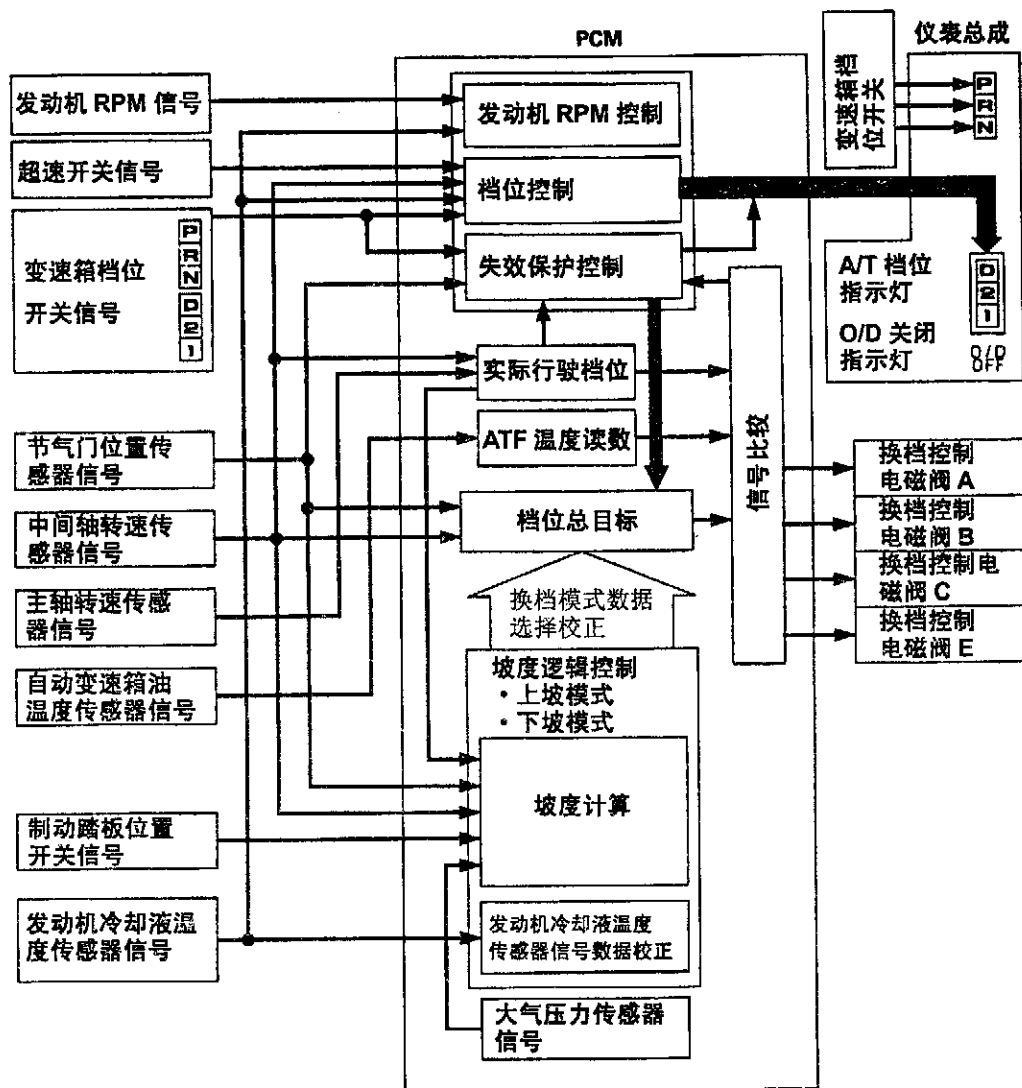 PCM
仪表总成
变速箱档
位开关
P
R
N
发动机 RPM 信号
发动机 RPM 控制
超速开关信号
档位控制
变速箱档位
开关信号
P
R
N
D
2
1
失效保护控制
A/T 档位
指示灯
D
2
1
O/D 关闭
指示灯
O/D
OFF
实际行驶档位
ATF 温度读数
信号比较
节气门位置传
感器信号
档位总目标
中间轴转速传
感器信号
主轴转速传感
器信号
自动变速箱油
温度传感器信号
换档控制
电磁阀 A
换档控制
电磁阀 B
换档控制电
磁阀 C
换档控制
电磁阀 E
换档模式数据
选择校正
坡度逻辑控制
・上坡模式
・下坡模式
坡度计算
制动踏板位置
开关信号
发动机冷却液温
度传感器信号
发动机冷却液温度
传感器信号数据校正
大气压力传感器
信号